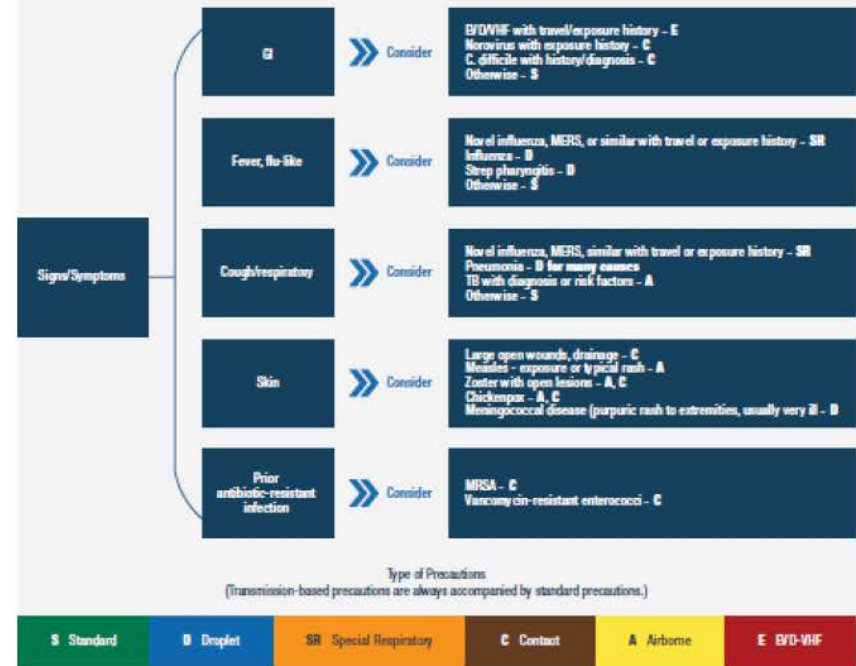 GI
Consider
EVD/VHF with travel/exposure history - E
Norovirus with exposure history - C
C. difficile with history/diagnosis - C
Otherwise - S
Fever, flu-like
Consider
Novel influenza, MERS, or similar with travel or exposure history - SR
Influenza - D
Strep pharyngitis - D
Otherwise - S
Signs/Symptoms
Cough/respiratory
Consider
Novel influenza, MERS, similar with travel or exposure history - SR
Pneumonia - D for many causes
TB with diagnosis or risk factors - A
Otherwise - S
Skin
Consider
Large open wounds, drainage - C
Measles - exposure or typical rash - A
Zoster with open lesions - A, C
Chickenpox - A, C
Meningococcal disease (purpuric rash to extremities, usually very ill - D
Prior
antibiotic-resistant
infection
Consider
MRSA - C
Vancomycin-resistant enterococci - C
Type of Precautions
(Transmission-based precautions are always accompanied by standard precautions.)
S Standard
D Droplet
SR Special Respiratory
C Contact
A Airborne
E EVD-VHF